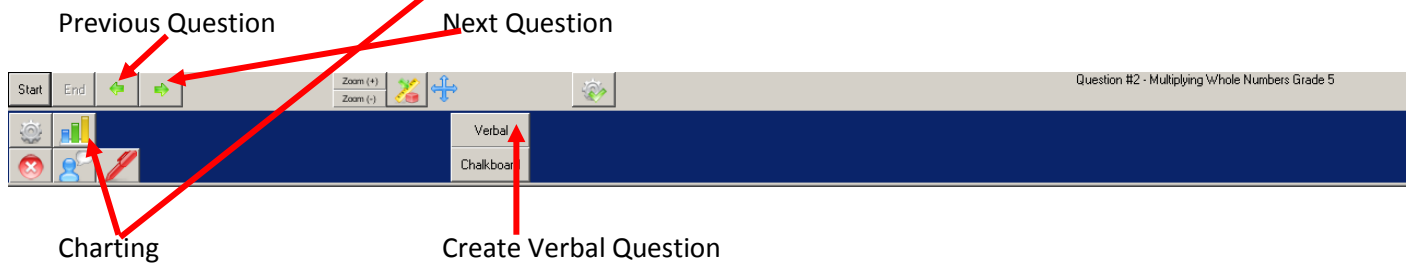 Previous Question Next Question
Start End Zoom (+) Question #2 - Multiplying Whole Numbers Grade 5
Zoom (-)
Verbal
Chalkboard
Charting Create Verbal Question